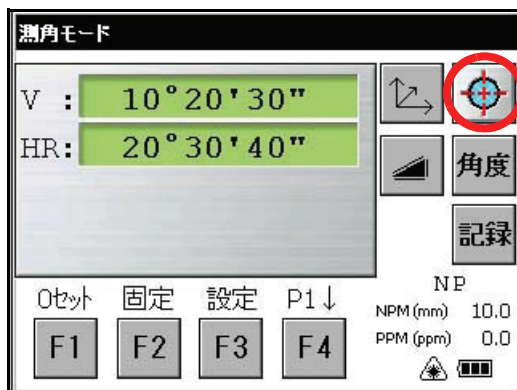 測角モード
V : 10°20'30"
HR: 20°30'40"
角度
記録
0セット 固定 設定 P1↓
F1 F2 F3 F4
NP
NPM(mm) 10.0
PPM(ppm) 0.0